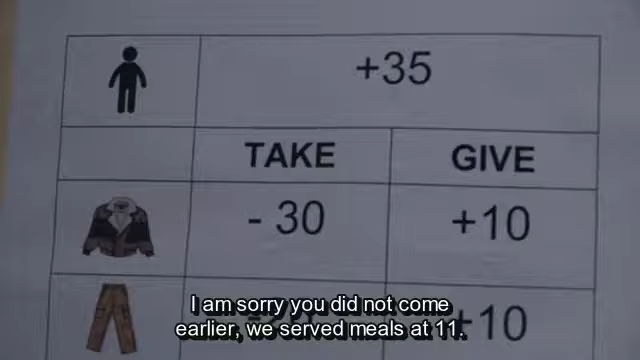 +35
TAKE GIVE
- 30 +10
+10
I am sorry you did not come
earlier, we served meals at 11.